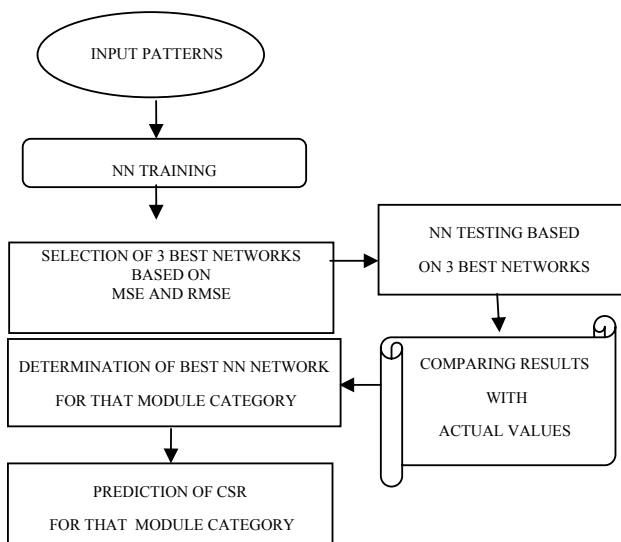 INPUT PATTERNS
NN TRAINING
SELECTION OF 3 BEST NETWORKS
BASED ON
MSE AND RMSE
NN TESTING BASED
ON 3 BEST NETWORKS
COMPARING RESULTS
WITH
ACTUAL VALUES
DETERMINATION OF BEST NN NETWORK
FOR THAT MODULE CATEGORY
PREDICTION OF CSR
FOR THAT MODULE CATEGORY